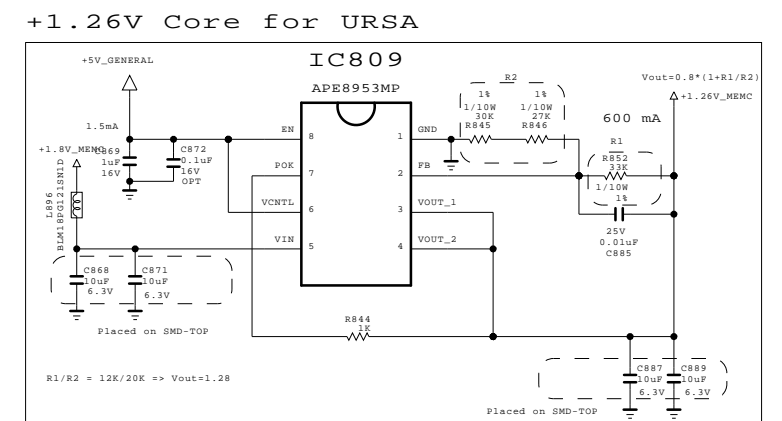 +1.26V Core for URSA
IC809
APE8953MP
+5V_GENERAL
1.5mA
C869
1uF
16V
C872
0.1uF
16V
OPT
+1.8V_MEMC
L896
BLM18PG121SN1D
EN
8
POK
7
VCNTL
6
VIN
5
1
GND
2
FB
3
VOUT_1
4
VOUT_2
R2
1%
1/10W
30K
R845
1%
1/10W
27K
R846
Vout=0.8*(1+R1/R2)
+1.26V_MEMC
600 mA
R1
R852
33K
1/10W
1%
25V
0.01uF
C885
C868
10uF
6.3V
C871
10uF
6.3V
Placed on SMD-TOP
R844
1K
R1/R2 = 12K/20K => Vout=1.28
C887
10uF
6.3V
C889
10uF
6.3V
Placed on SMD-TOP